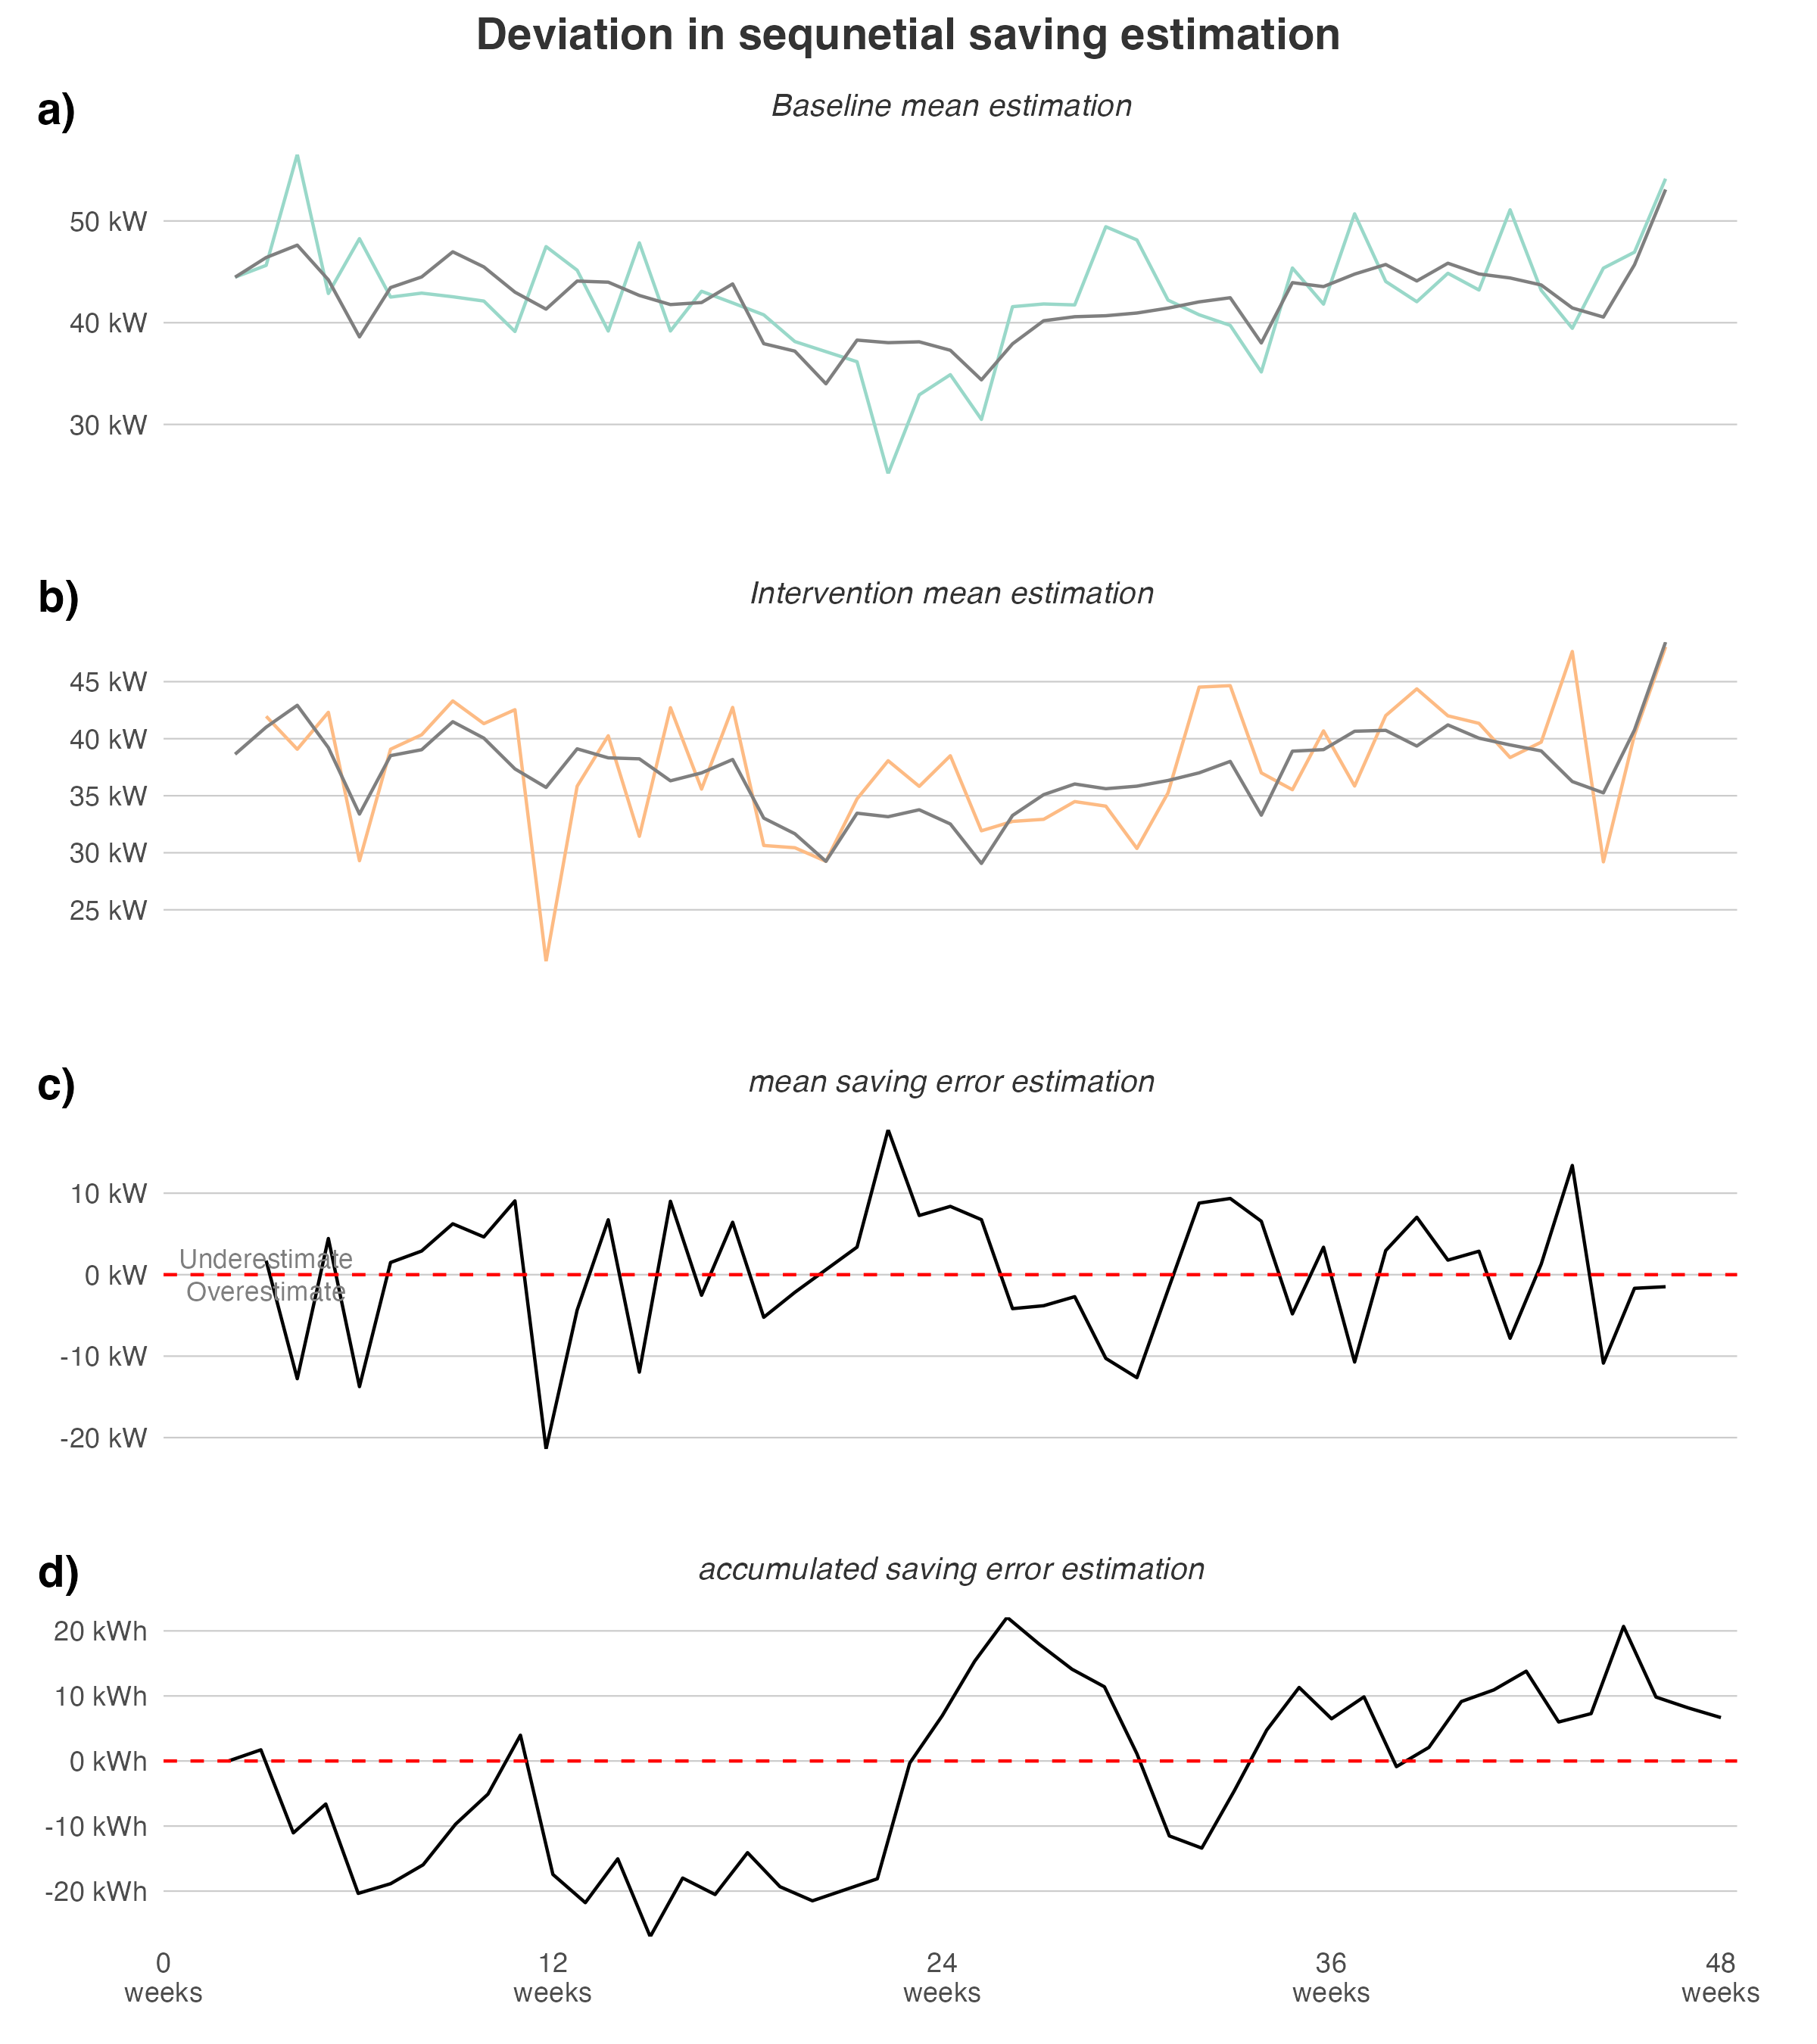 Deviation in sequnetial saving estimation
a)
Baseline mean estimation
50 kW
40 kW
30 kW
b)
Intervention mean estimation
45 kW
40 kW
35 kW
30 kW
25 kW
c)
mean saving error estimation
10 kW
Underestimate
0 kW
Overestimate
-10 kW
-20 kW
d)
accumulated saving error estimation
20 kWh
10 kWh
0 kWh
-10 kWh
-20 kWh
0 12 24 36 48
weeks weeks weeks weeks weeks